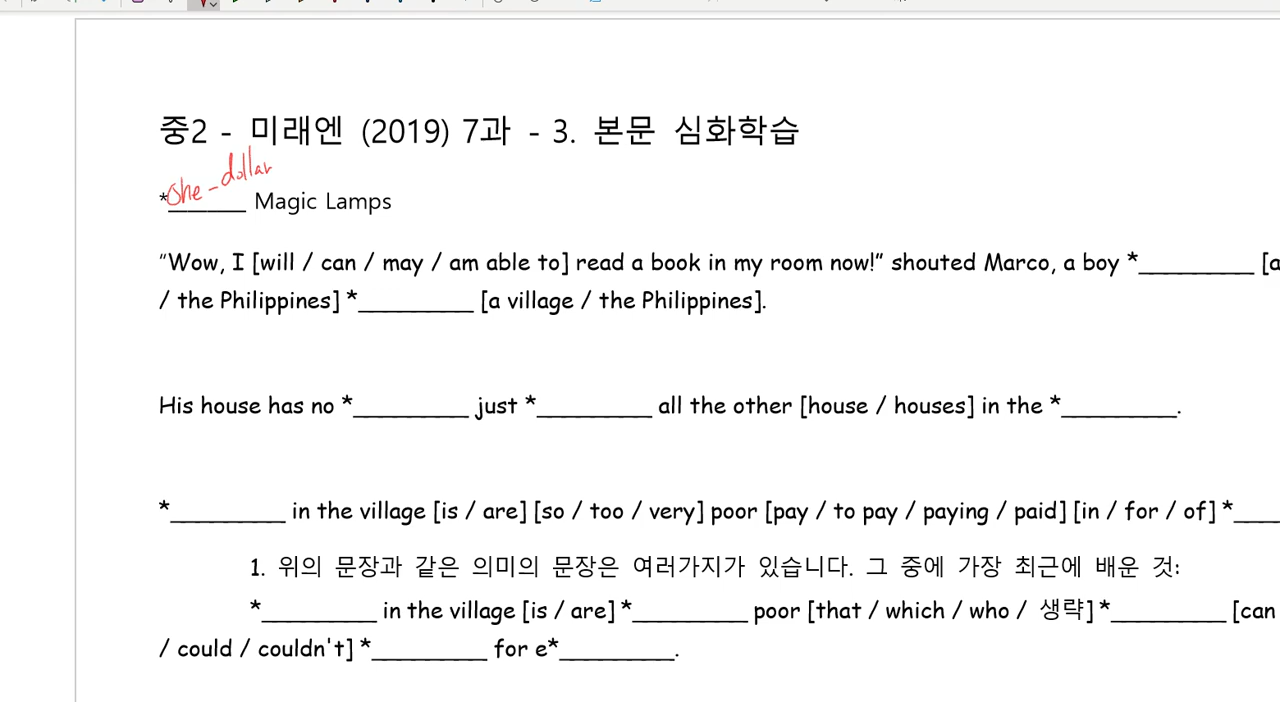 중2 - 미래엔 (2019) 7과 - 3. 본문 심화학습
One-dollar
*______ Magic Lamps
“Wow, I [will / can / may / am able to] read a book in my room now!” shouted Marco, a boy *_________ [a
/ the Philippines] *_________ [a village / the Philippines].
His house has no *_________ just *_________ all the other [house / houses] in the *_________.
*_________ in the village [is / are] [so / too / very] poor [pay / to pay / paying / paid] [in / for / of] *____
1. 위의 문장과 같은 의미의 문장은 여러가지가 있습니다. 그 중에 가장 최근에 배운 것:
*_________ in the village [is / are] *_________ poor [that / which / who / 생략] *_________ [can
/ could / couldn't] *_________ for e*_________.